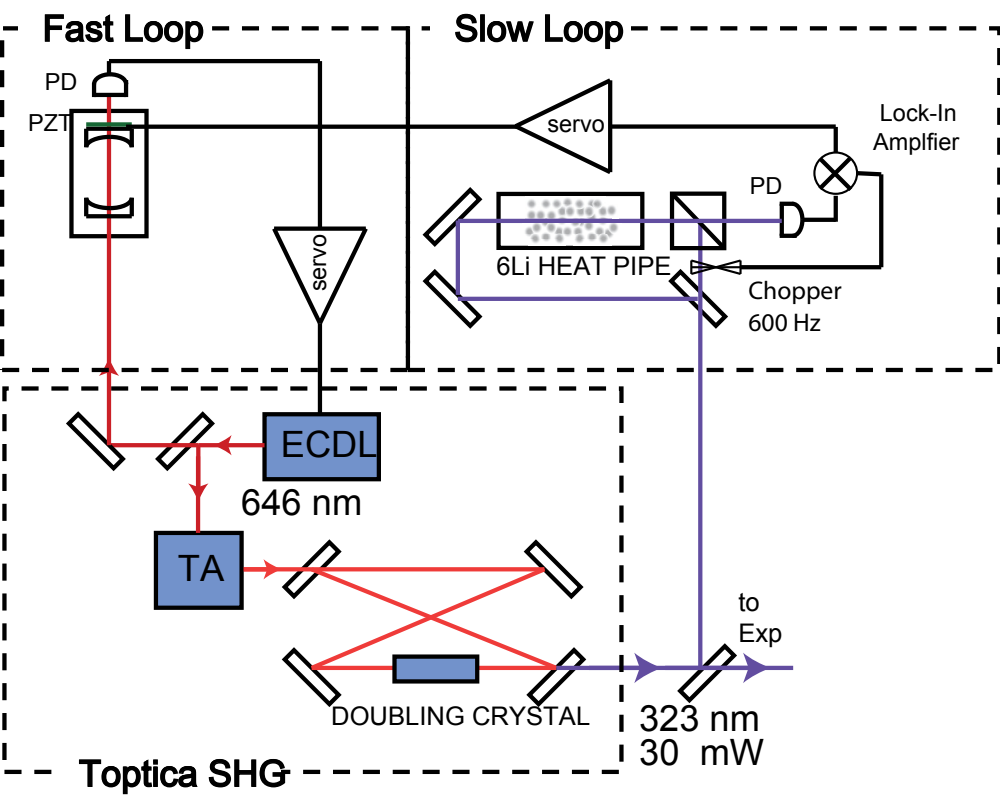 Fast Loop
Slow Loop
PD
PZT
servo
Lock-In
Amplfier
PD
servo
6Li HEAT PIPE
Chopper
600 Hz
ECDL
646 nm
TA
to
Exp
DOUBLING CRYSTAL
323 nm
30 mW
Toptica SHG